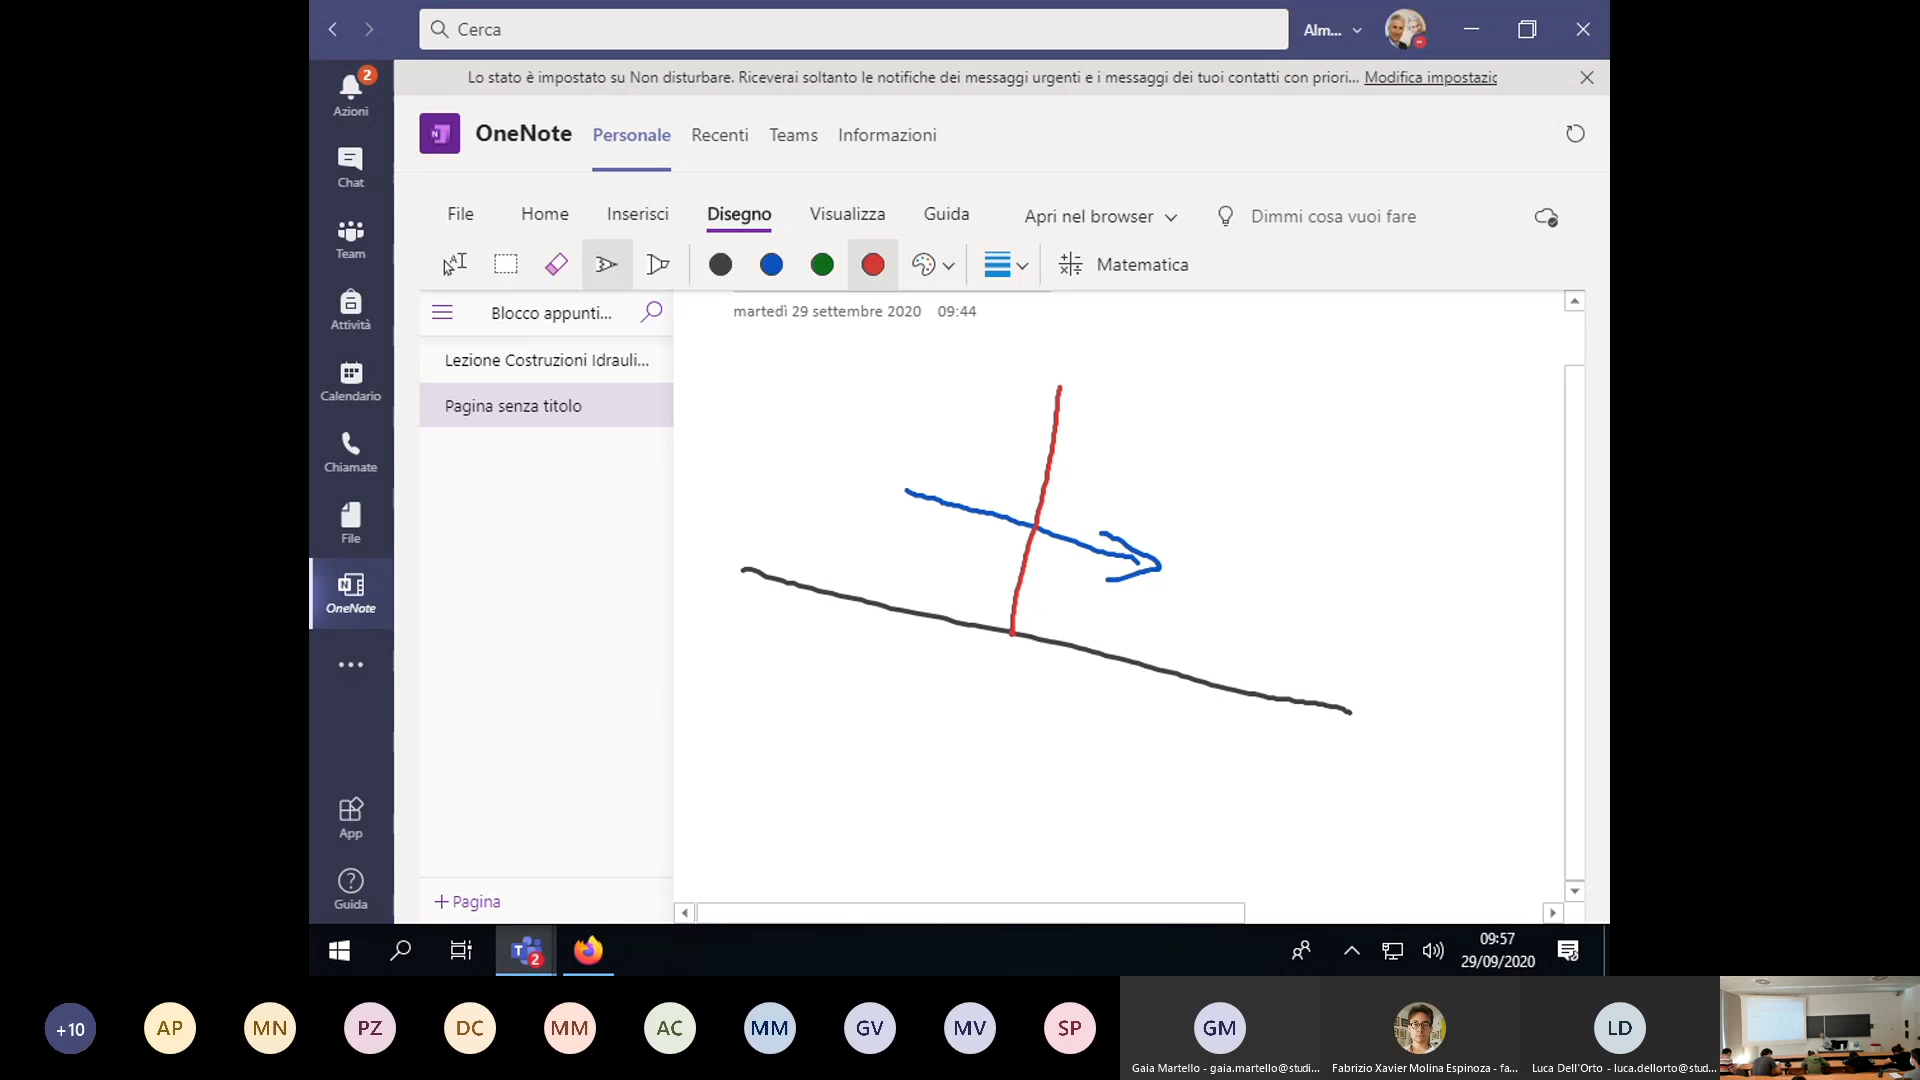 Cerca
Alm...
Lo stato è impostato su Non disturbare. Riceverai soltanto le notifiche dei messaggi urgenti e i messaggi dei tuoi contatti con priori... Modifica impostazic
2
Azioni
Chat
Team
Attività
Calendario
Chiamate
File
OneNote
App
Guida
OneNote Personale Recenti Teams Informazioni
File Home Inserisci Disegno Visualizza Guida Apri nel browser Dimmi cosa vuoi fare
Matematica
Blocco appunti...
Lezione Costruzioni Idrauli...
Pagina senza titolo
+ Pagina
martedì 29 settembre 2020 09:44
2
09:57
29/09/2020
+10 AP MN PZ DC MM AC MM GV MV SP GM LD
Gaia Martello - gaia.martello@studi... Fabrizio Xavier Molina Espinoza - fa... Luca Dell'Orto - luca.dellorto@stud...